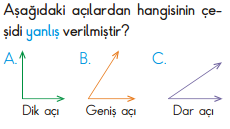 Aşağıdaki açılardan hangisinin çe-
şidi yanlış verilmiştir?
A. B. C.
Dik açı Geniş açı Dar açı